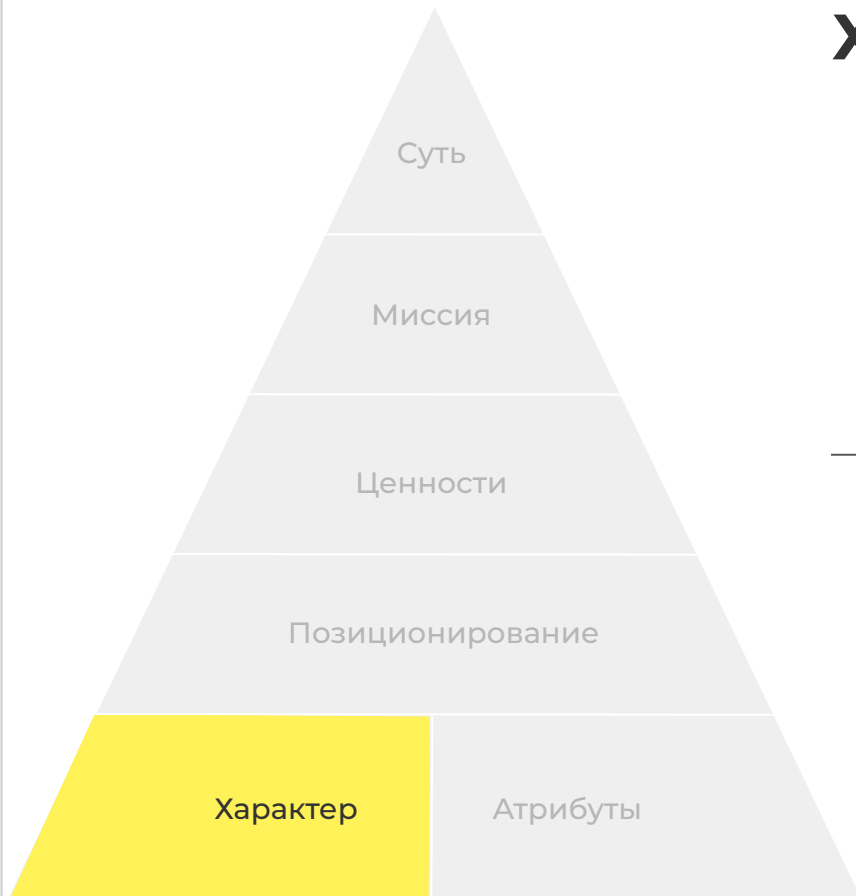 Суть
Миссия
Ценности
Позиционирование
Характер
Атрибуты